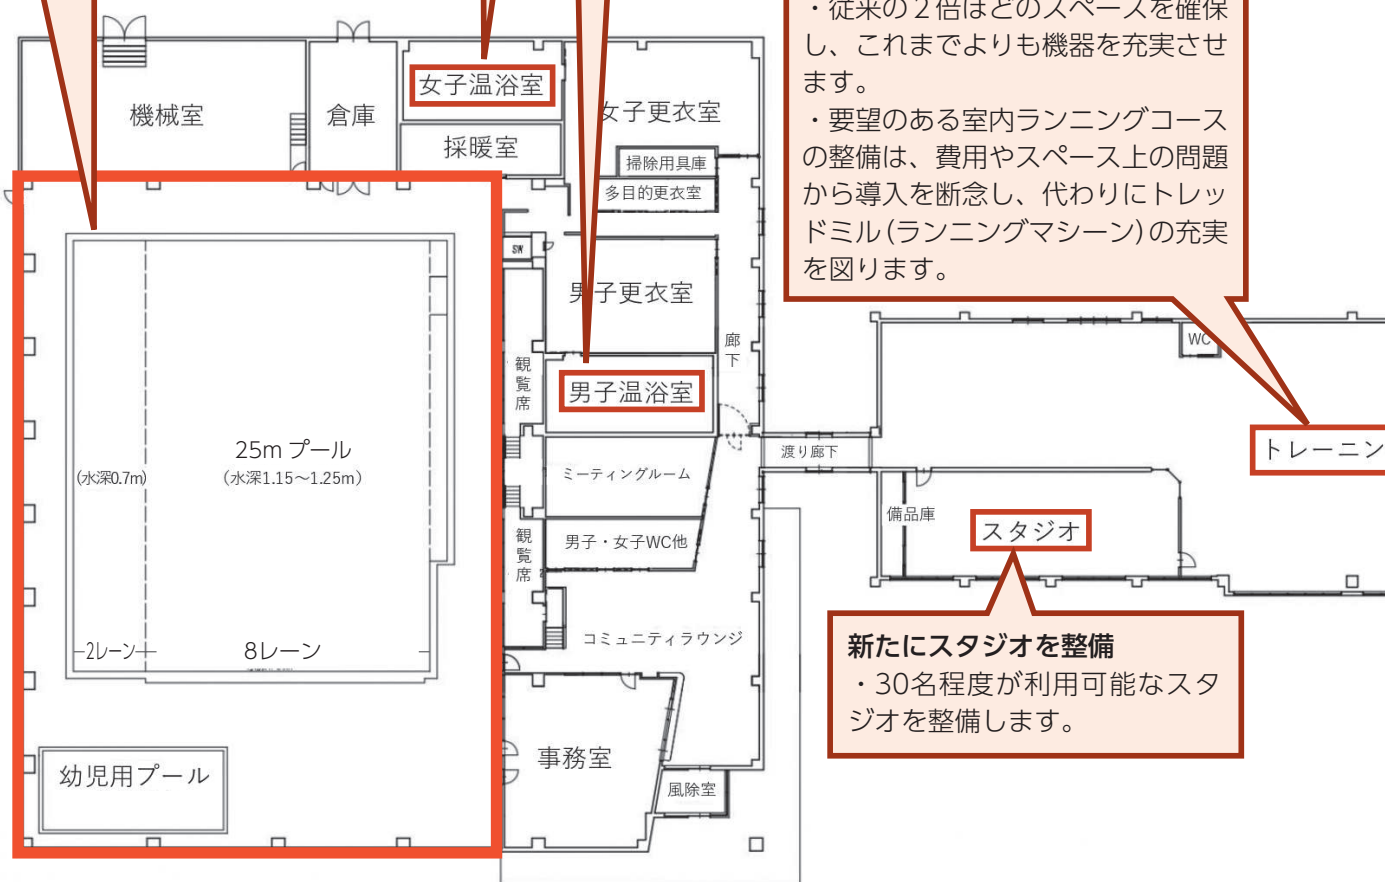 ・従来の２倍ほどのスペースを確保
し、これまでよりも機器を充実させ
ます。
・要望のある室内ランニングコース
の整備は、費用やスペース上の問題
から導入を断念し、代わりにトレッ
ドミル(ランニングマシーン)の充実
を図ります。
機械室
倉庫
女子温浴室
採暖室
女子更衣室
掃除用具庫
多目的更衣室
SW
男子更衣室
廊下
観覧席
男子温浴室
WC
25m プール
(水深0.7m)
（水深1.15～1.25m）
ミーティングルーム
渡り廊下
トレーニン
備品庫
スタジオ
観覧席
男子・女子WC他
コミュニティラウンジ
2レーン
8レーン
新たにスタジオを整備
・30名程度が利用可能なスタ
ジオを整備します。
事務室
幼児用プール
風除室